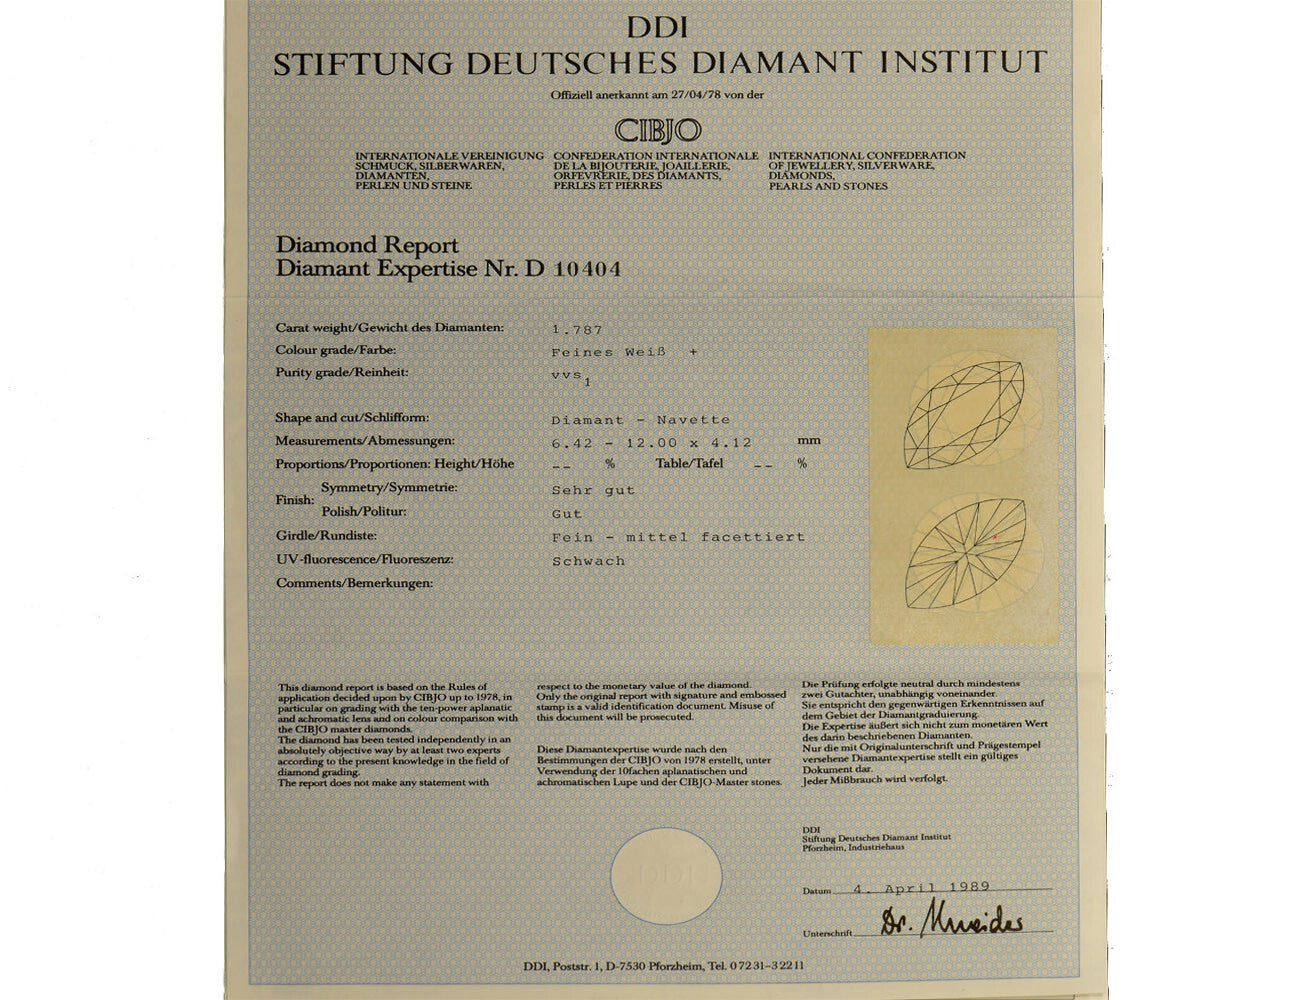 DDI
STIFTUNG DEUTSCHES DIAMANT INSTITUT
Offiziell anerkannt am 27/04/78 von der
CIBJO
INTERNATIONALE VEREINIGUNG
SCHMUCK, SILBERWAREN,
DIAMANTEN,
PERLEN UND STEINE
CONFEDERATION INTERNATIONALE
DE LA BIJOUTERIE, JOAILLERIE,
ORFEVRERIE, DES DIAMANTS,
PERLES ET PIERRES
INTERNATIONAL CONFEDERATION
OF JEWELLERY, SILVERWARE,
DIAMONDS,
PEARLS AND STONES
Diamond Report
Diamant Expertise Nr. D 10404
Carat weight/Gewicht des Diamanten: 1.787
Colour grade/Farbe: Feines Weiß +
Purity grade/Reinheit: vvs1
Shape and cut/Schlifform: Diamant - Navette
Measurements/Abmessungen: 6.42 - 12.00 x 4.12 mm
Proportions/Proportionen: Height/Höhe -- % Table/Tafel -- %
Finish: Symmetry/Symmetrie: Sehr gut
Polish/Politur: Gut
Girdle/Rundiste: Fein - mittel facettiert
UV-fluorescence/Fluoreszenz: Schwach
Comments/Bemerkungen:
This diamond report is based on the Rules of
application decided upon by CIBJO up to 1978, in
particular on grading with the ten-power aplanatic
and achromatic lens and on colour comparison with
the CIBJO master diamonds.
The diamond has been tested independently in an
absolutely objective way by at least two experts
according to the present knowledge in the field of
diamond grading.
The report does not make any statement with
respect to the monetary value of the diamond.
Only the original report with signature and embossed
stamp is a valid identification document. Misuse of
this document will be prosecuted.
Diese Diamantexpertise wurde nach den
Bestimmungen der CIBJO von 1978 erstellt, unter
Verwendung der 10fachen aplanatischen und
achromatischen Lupe und der CIBJO-Master stones.
Die Prüfung erfolgte neutral durch mindestens
zwei Gutachter, unabhängig voneinander.
Sie entspricht den gegenwärtigen Erkenntnissen auf
dem Gebiet der Diamantgraduierung.
Die Expertise äußert sich nicht zum monetären Wert
des darin beschriebenen Diamanten.
Nur die mit Originalunterschrift und Prägestempel
versehene Diamantexpertise stellt ein gültiges
Dokument dar.
Jeder Mißbrauch wird verfolgt.
DDI
DDI
Stiftung Deutsches Diamant Institut
Pforzheim, Industriehaus
Datum 4. April 1989
Unterschrift Dr.
DDI, Poststr. 1, D-7530 Pforzheim, Tel. 07231-32211